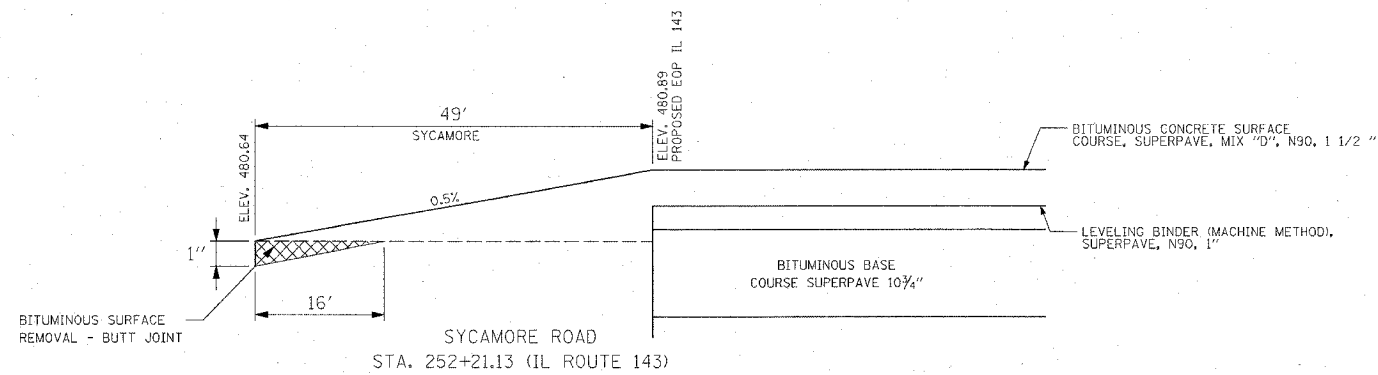 ELEV. 480.64
49'
SYCAMORE
ELEV. 480.89
PROPOSED EOP IL 143
BITUMINOUS CONCRETE SURFACE
COURSE, SUPERPAVE, MIX "D", N90, 1 1/2 "
0.5%
1"
LEVELING BINDER (MACHINE METHOD),
SUPERPAVE, N90, 1"
BITUMINOUS BASE
COURSE SUPERPAVE 10¾"
16'
BITUMINOUS SURFACE
REMOVAL - BUTT JOINT
SYCAMORE ROAD
STA. 252+21.13 (IL ROUTE 143)